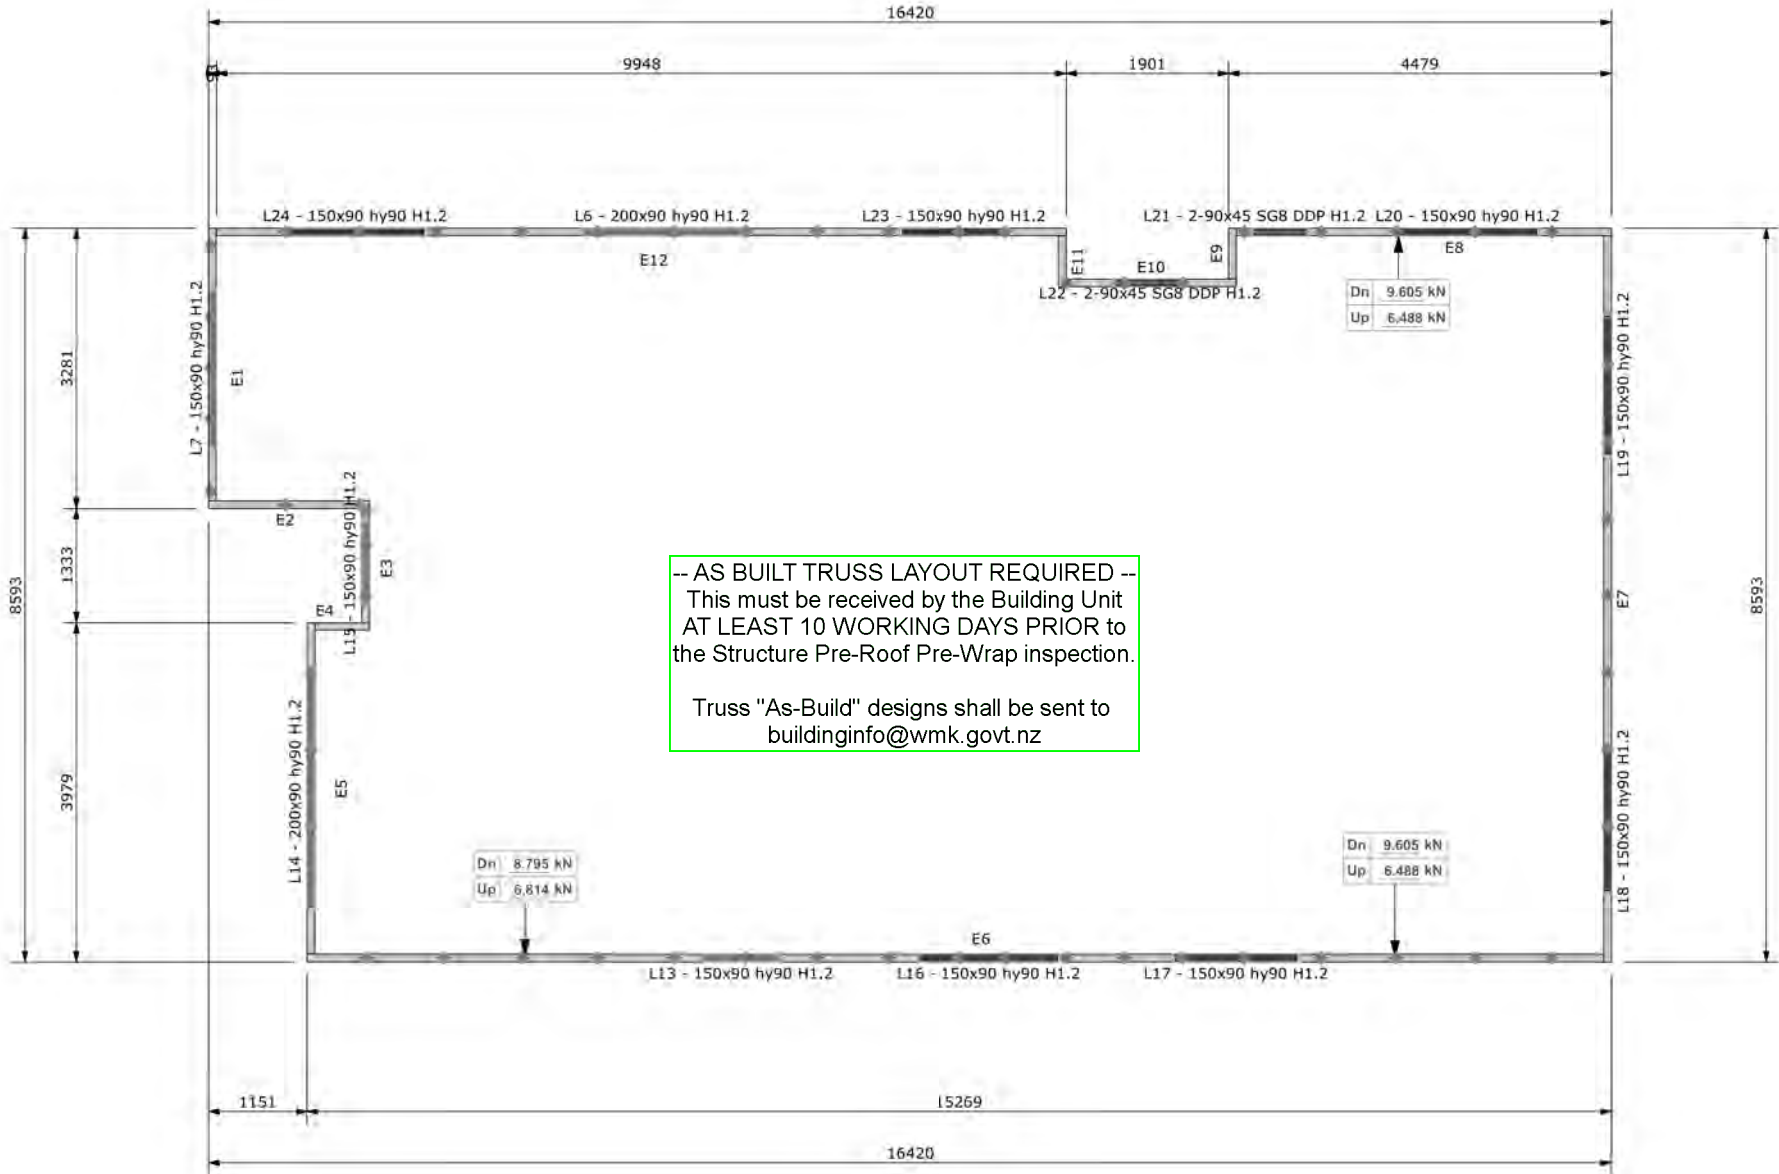 16420
93
9948
1901
4479
L24 - 150x90 hy90 H1.2
L6 - 200x90 hy90 H1.2
L23 - 150x90 hy90 H1.2
L21 - 2-90x45 SG8 DDP H1.2
L20 - 150x90 hy90 H1.2
E12
E11
E10
E9
E8
L22 - 2-90x45 SG8 DDP H1.2
Dn 9.605 kN
Up 6.488 kN
L7 - 150x90 hy90 H1.2
E1
3281
L19 - 150x90 hy90 H1.2
E2
L15 - 150x90 hy90 H1.2
E3
1333
E4
8593
E7
8593
-- AS BUILT TRUSS LAYOUT REQUIRED --
This must be received by the Building Unit
AT LEAST 10 WORKING DAYS PRIOR to
the Structure Pre-Roof Pre-Wrap inspection.
Truss "As-Build" designs shall be sent to
buildinginfo@wmk.govt.nz
3979
L14 - 200x90 hy90 H1.2
E5
L18 - 150x90 hy90 H1.2
Dn 8.795 kN
Up 6.814 kN
Dn 9.605 kN
Up 6.488 kN
E6
L13 - 150x90 hy90 H1.2
L16 - 150x90 hy90 H1.2
L17 - 150x90 hy90 H1.2
1151
15269
16420